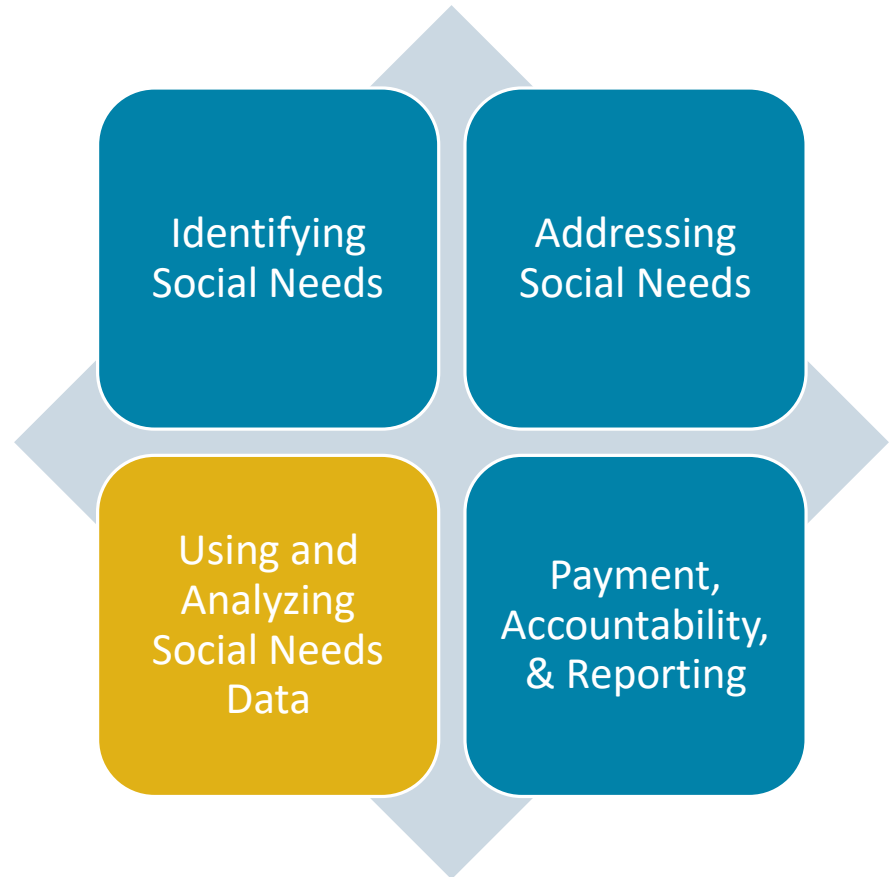 Identifying
Social Needs
Addressing
Social Needs
Using and
Analyzing
Social Needs
Data
Payment,
Accountability,
& Reporting